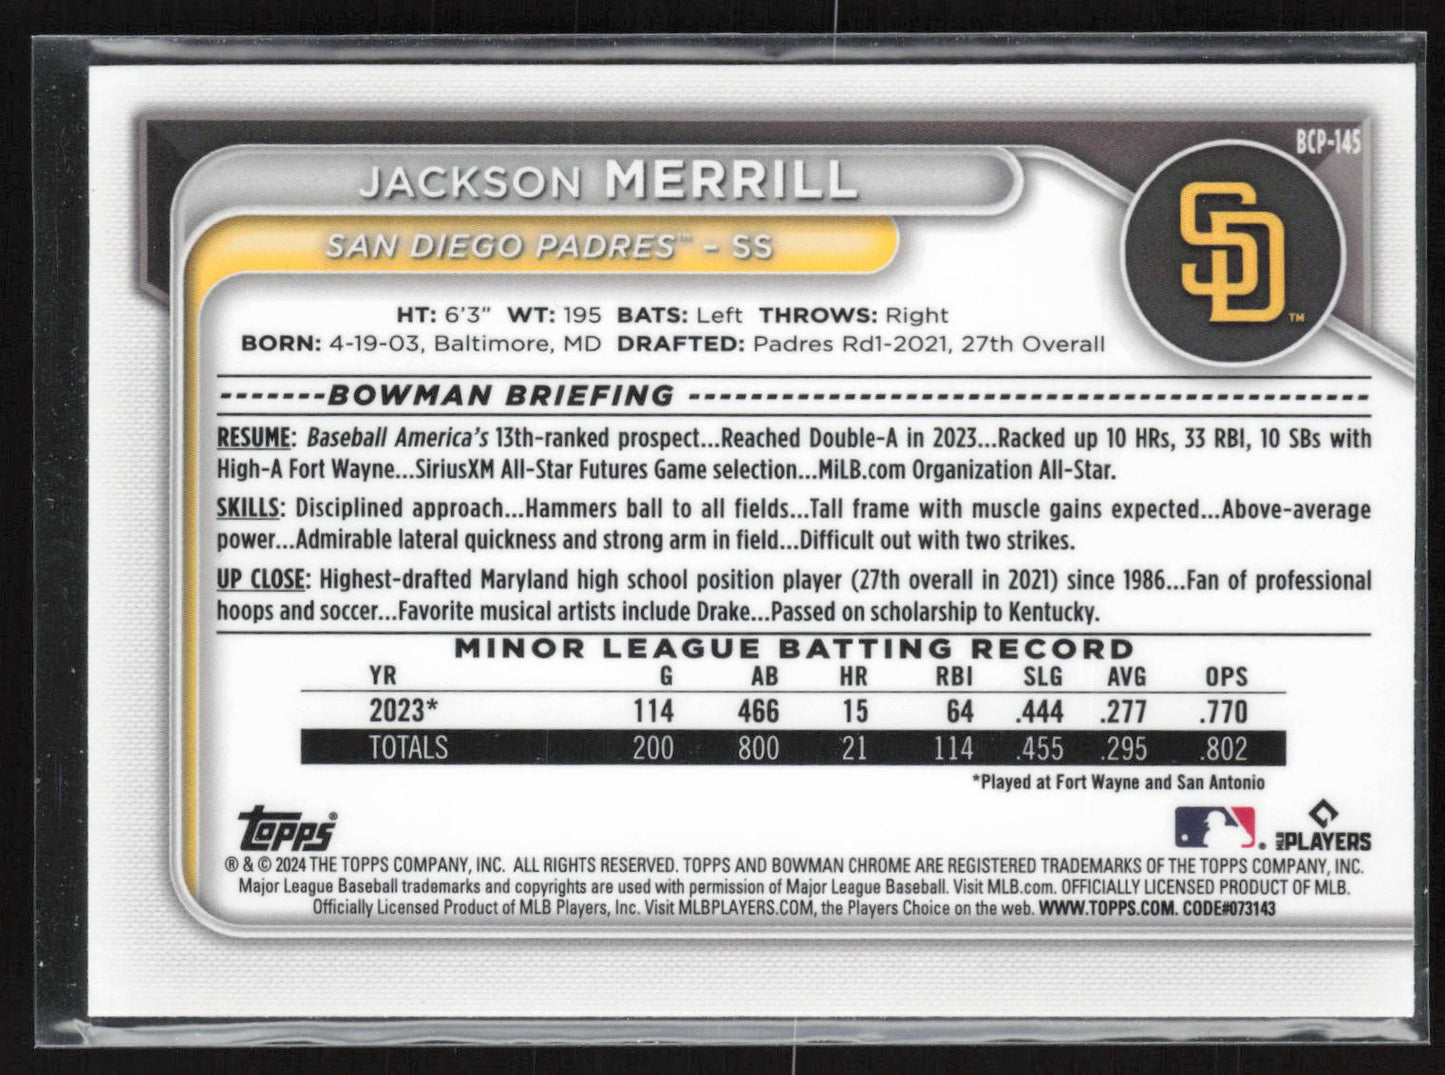 BCP-145
JACKSON MERRILL
SAN DIEGO PADRES™ – SS
SD™
HT: 6'3" WT: 195 BATS: Left THROWS: Right
BORN: 4-19-03, Baltimore, MD DRAFTED: Padres Rd1-2021, 27th Overall
BOWMAN BRIEFING
RESUME: Baseball America's 13th-ranked prospect...Reached Double-A in 2023...Racked up 10 HRs, 33 RBI, 10 SBs with
High-A Fort Wayne...SiriusXM All-Star Futures Game selection...MiLB.com Organization All-Star.
SKILLS: Disciplined approach...Hammers ball to all fields...Tall frame with muscle gains expected...Above-average
power...Admirable lateral quickness and strong arm in field...Difficult out with two strikes.
UP CLOSE: Highest-drafted Maryland high school position player (27th overall in 2021) since 1986...Fan of professional
hoops and soccer...Favorite musical artists include Drake...Passed on scholarship to Kentucky.
MINOR LEAGUE BATTING RECORD
YR G AB HR RBI SLG AVG OPS
2023* 114 466 15 64 .444 .277 .770
TOTALS 200 800 21 114 .455 .295 .802
*Played at Fort Wayne and San Antonio
Topps® MLB PLAYERS
® & © 2024 THE TOPPS COMPANY, INC. ALL RIGHTS RESERVED. TOPPS AND BOWMAN CHROME ARE REGISTERED TRADEMARKS OF THE TOPPS COMPANY, INC.
Major League Baseball trademarks and copyrights are used with permission of Major League Baseball. Visit MLB.com. OFFICIALLY LICENSED PRODUCT OF MLB.
Officially Licensed Product of MLB Players, Inc. Visit MLBPLAYERS.COM, the Players Choice on the web. WWW.TOPPS.COM. CODE#073143